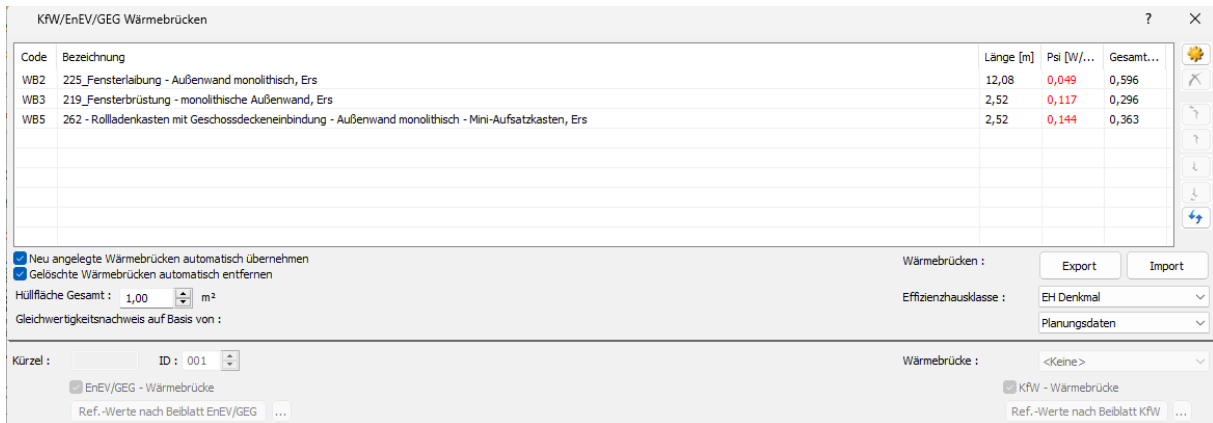 KfW/EnEV/GEG Wärmebrücken ? ×
Code Bezeichnung Länge [m] Psi [W/... Gesamt...
WB2 225_Fensterlaibung - Außenwand monolithisch, Ers 12,08 0,049 0,596
WB3 219_Fensterbrüstung - monolithische Außenwand, Ers 2,52 0,117 0,296
WB5 262 - Rollladenkasten mit Geschossdeckeneinbindung - Außenwand monolithisch - Mini-Aufsatzkasten, Ers 2,52 0,144 0,363
Neu angelegte Wärmebrücken automatisch übernehmen Wärmebrücken : Export Import
Gelöschte Wärmebrücken automatisch entfernen
Hüllfläche Gesamt : 1,00 m² Effizienzhausklasse : EH Denkmal
Gleichwertigkeitsnachweis auf Basis von : Planungsdaten
Kürzel : ID : 001 Wärmebrücke : <Keine>
EnEV/GEG - Wärmebrücke KfW - Wärmebrücke
Ref.-Werte nach Beiblatt EnEV/GEG ... Ref.-Werte nach Beiblatt KfW ...